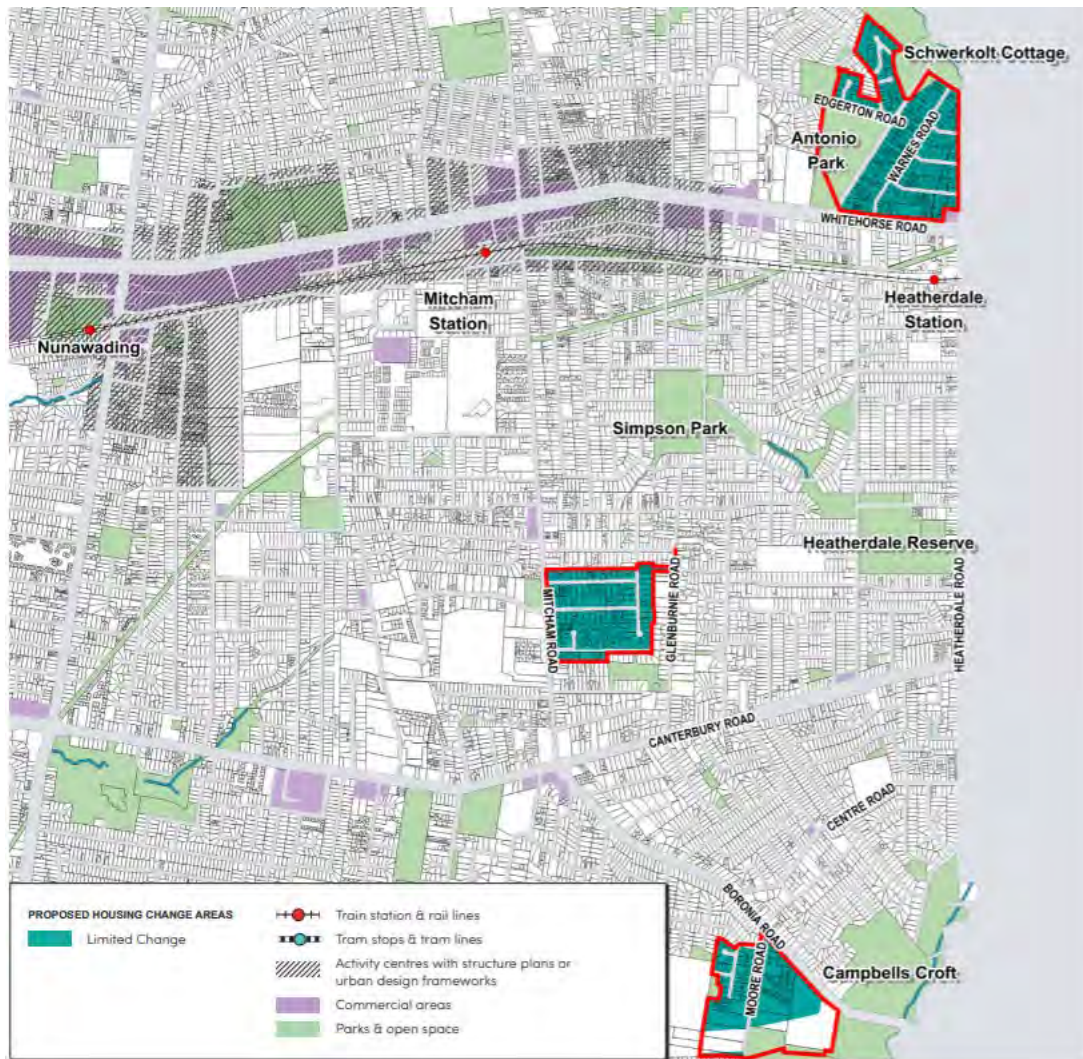 Schwerkolt Cottage
EDGERTON ROAD
Antonio
Park
WARNES ROAD
WHITEHORSE ROAD
Mitcham
Station
Heatherdale
Station
Nunawading
Simpson Park
Heatherdale Reserve
MITCHAM ROAD
GLENBURNIE ROAD
HEATHERDALE ROAD
CANTERBURY ROAD
CENTRE ROAD
BORONIA ROAD
MOORE ROAD
Campbells Croft
PROPOSED HOUSING CHANGE AREAS
Limited Change
Train station & rail lines
Tram stops & tram lines
Activity centres with structure plans or
urban design frameworks
Commercial areas
Parks & open space